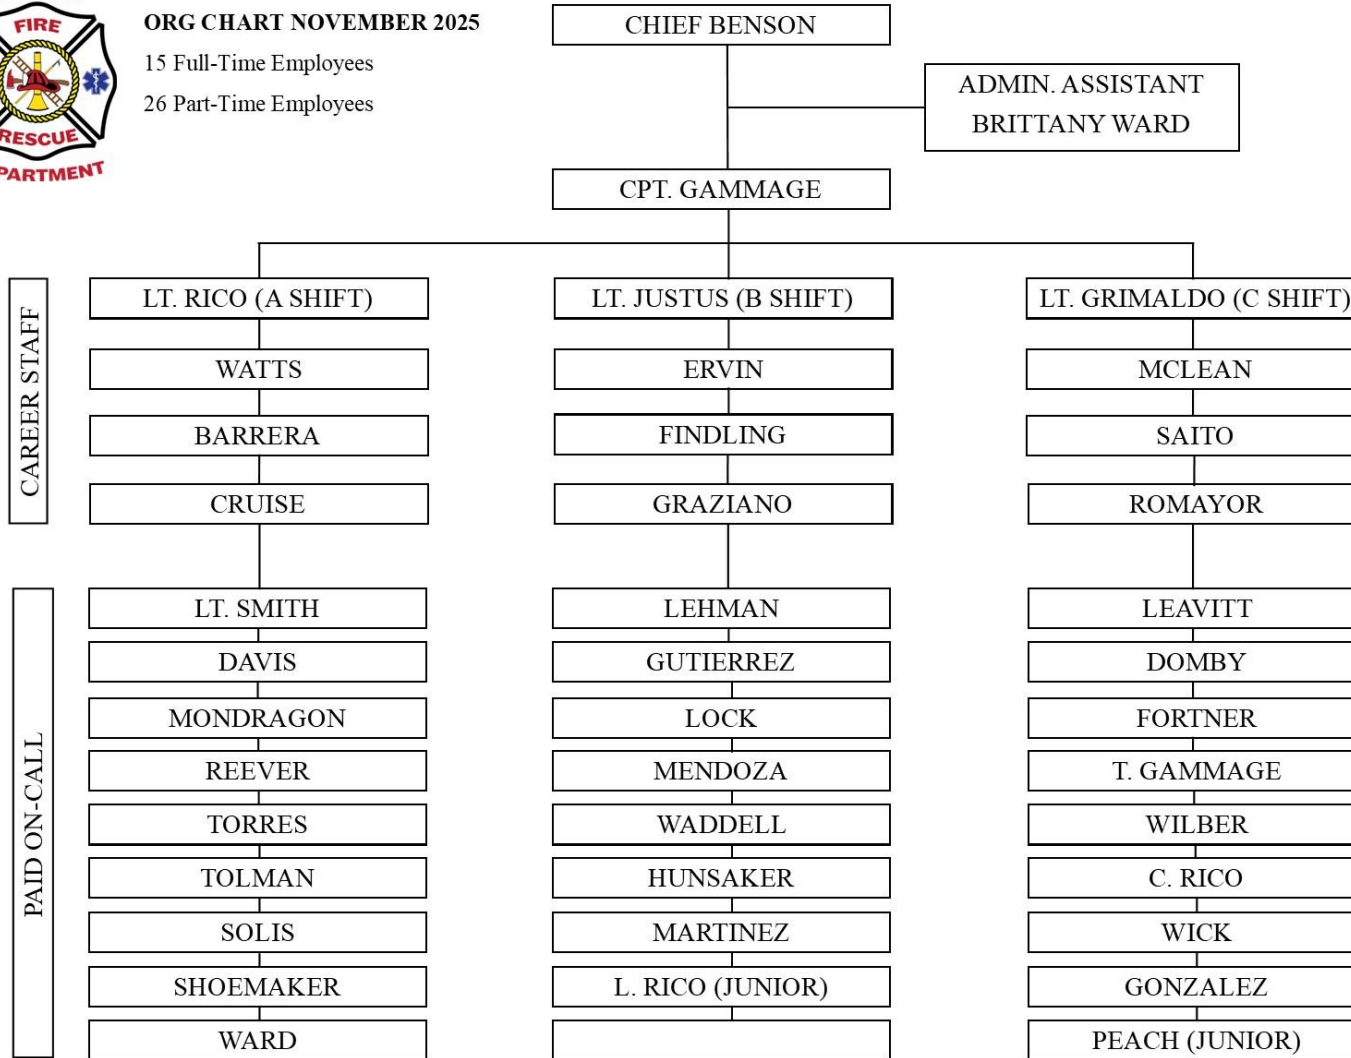 FIRE
RESCUE
PARTMENT
ORG CHART NOVEMBER 2025
15 Full-Time Employees
26 Part-Time Employees
CHIEF BENSON
ADMIN. ASSISTANT
BRITTANY WARD
CPT. GAMMAGE
CAREER STAFF
LT. RICO (A SHIFT)
WATTS
BARRERA
CRUISE
LT. JUSTUS (B SHIFT)
ERVIN
FINDLING
GRAZIANO
LT. GRIMALDO (C SHIFT)
MCLEAN
SAITO
ROMAYOR
PAID ON-CALL
LT. SMITH
DAVIS
MONDRAGON
REEVER
TORRES
TOLMAN
SOLIS
SHOEMAKER
WARD
LEHMAN
GUTIERREZ
LOCK
MENDOZA
WADDELL
HUNSAKER
MARTINEZ
L. RICO (JUNIOR)
LEAVITT
DOMBY
FORTNER
T. GAMMAGE
WILBER
C. RICO
WICK
GONZALEZ
PEACH (JUNIOR)